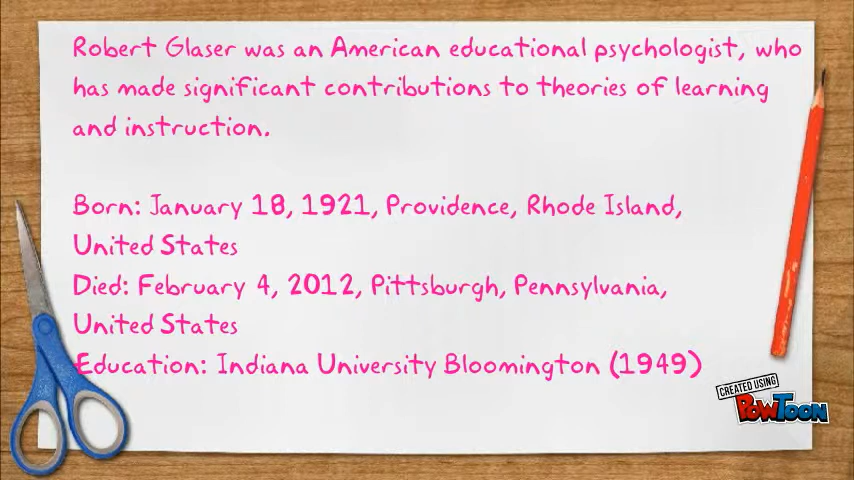 Robert Glaser was an American educational psychologist, who
has made significant contributions to theories of learning
and instruction.
Born: January 18, 1921, Providence, Rhode Island,
United States
Died: February 4, 2012, Pittsburgh, Pennsylvania,
United States
Education: Indiana University Bloomington (1949)
CREATED USING
POWTOON